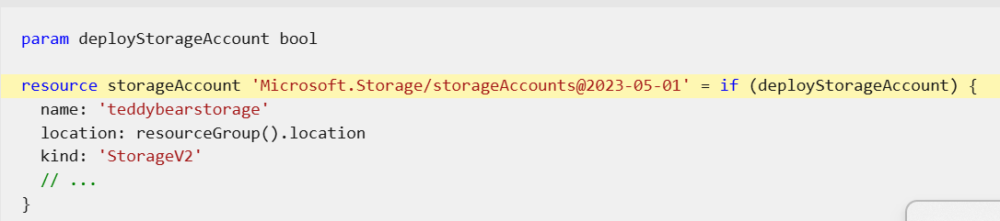 param deployStorageAccount bool
resource storageAccount 'Microsoft.Storage/storageAccounts@2023-05-01' = if (deployStorageAccount) {
  name: 'teddybearstorage'
  location: resourceGroup().location
  kind: 'StorageV2'
  // ...
}